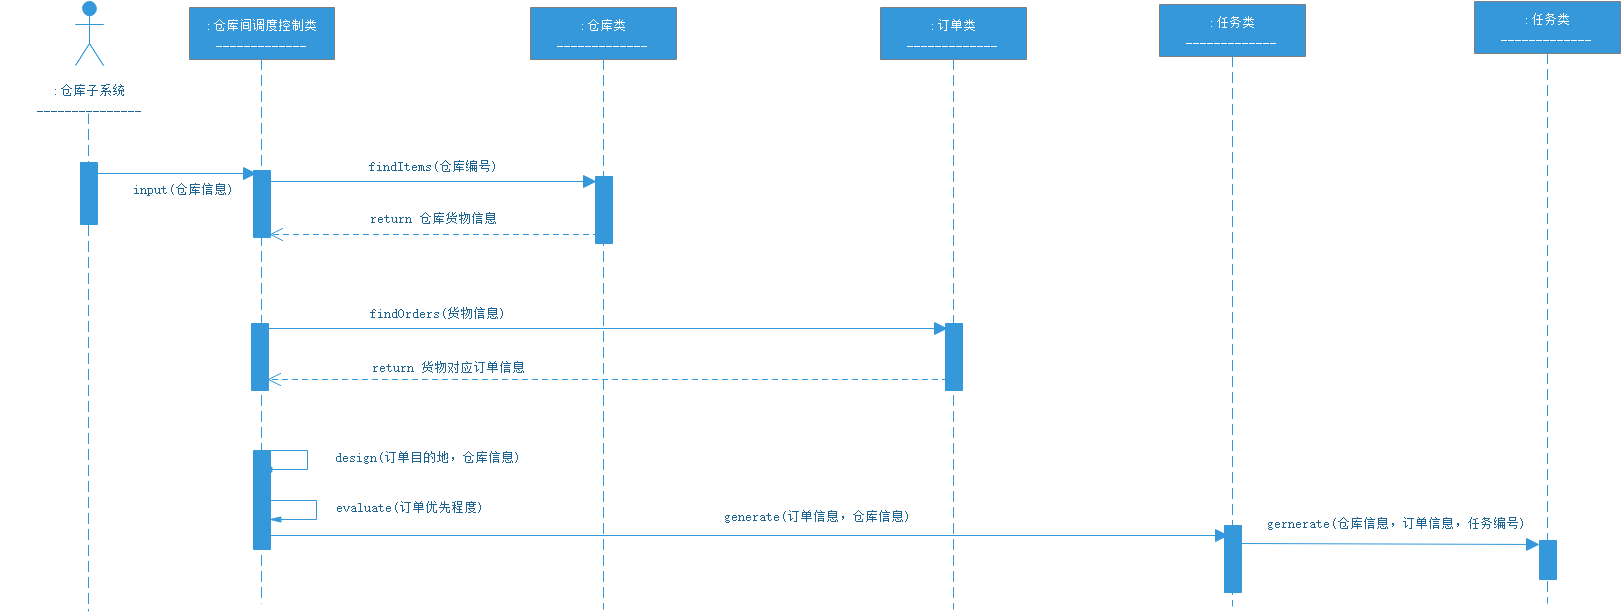 : 仓库间调度控制类
: 仓库类
: 订单类
: 任务类
: 任务类
: 仓库子系统
input(仓库信息)
findItems(仓库编号)
return 仓库货物信息
findOrders(货物信息)
return 货物对应订单信息
design(订单目的地, 仓库信息)
evaluate(订单优先程度)
generate(订单信息, 仓库信息)
gernerate(仓库信息, 订单信息, 任务编号)